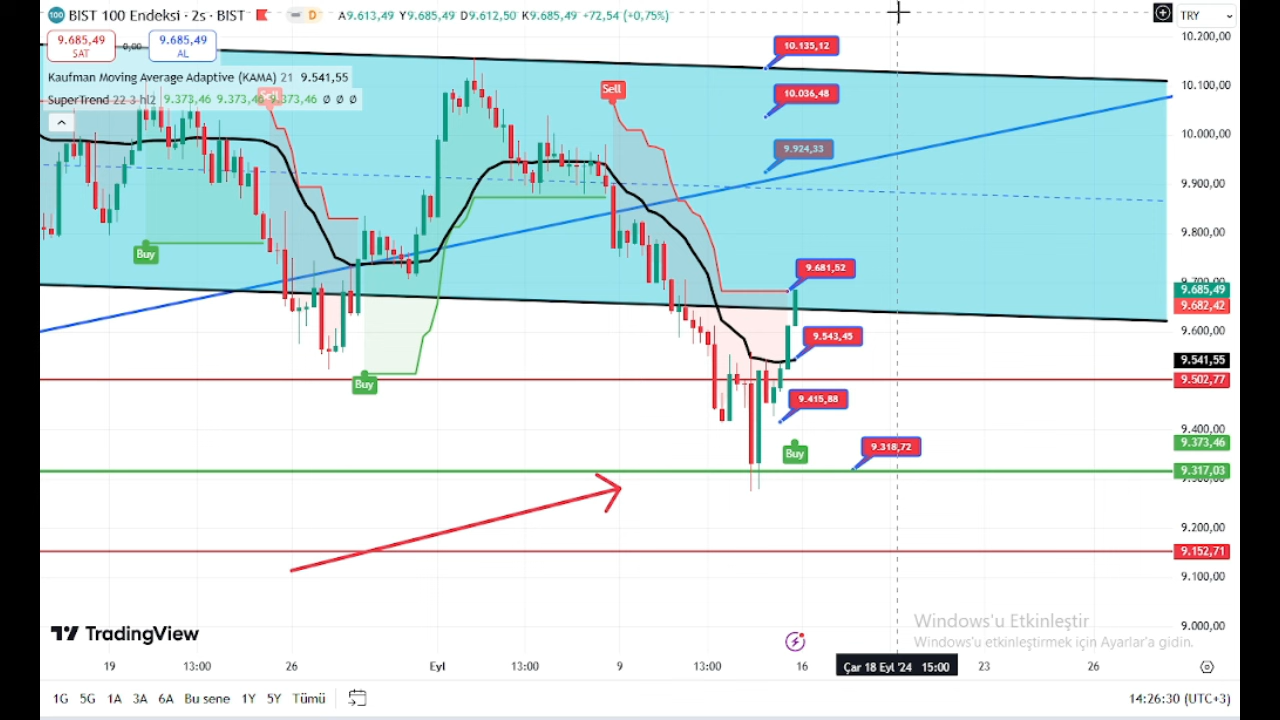 BIST 100 Endeksi · 2s · BIST D A9.613,49 Y9.685,49 D9.612,50 K9.685,49 +72,54 (+0,75%)
TRY
9.685,49
SAT
0,00
9.685,49
AL
Kaufman Moving Average Adaptive (KAMA) 21 9.541,55
SuperTrend 22 3 hl2 9.373,46 9.373,46 9.373,46 Ø Ø Ø
10.135,12
10.036,48
9.924,33
9.681,52
9.543,45
9.415,88
9.318,72
Sell
Sell
Buy
Buy
Buy
10.200,00
10.100,00
10.000,00
9.900,00
9.800,00
9.700,00
9.685,49
9.682,42
9.600,00
9.541,55
9.502,77
9.400,00
9.373,46
9.317,03
9.300,00
9.200,00
9.152,71
9.100,00
9.000,00
TradingView
Windows'u Etkinleştir
Windows'u etkinleştirmek için Ayarlar'a gidin.
19 13:00 26 Eyl 13:00 9 13:00 16 Çar 18 Eyl '24 15:00 23 26
1G 5G 1A 3A 6A Bu sene 1Y 5Y Tümü 14:26:30 (UTC+3)